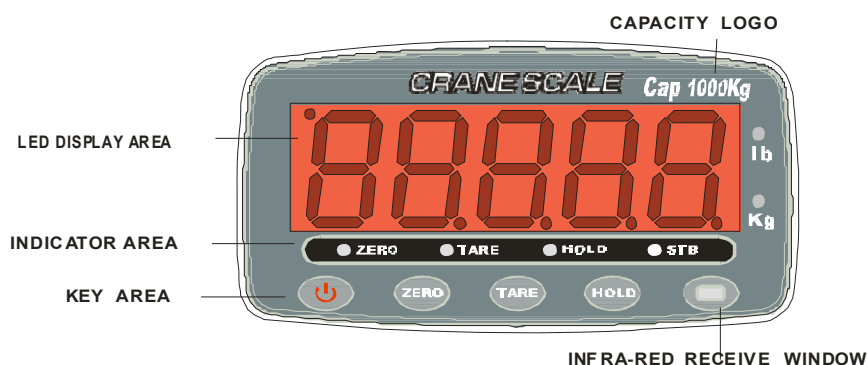 CAPACITY LOGO
CRANE SCALE
Cap 1000Kg
LED DISPLAY AREA
88888
lb
Kg
INDICATOR AREA
ZERO TARE HOLD STB
KEY AREA
ZERO TARE HOLD
INFRA-RED RECEIVE WINDOW